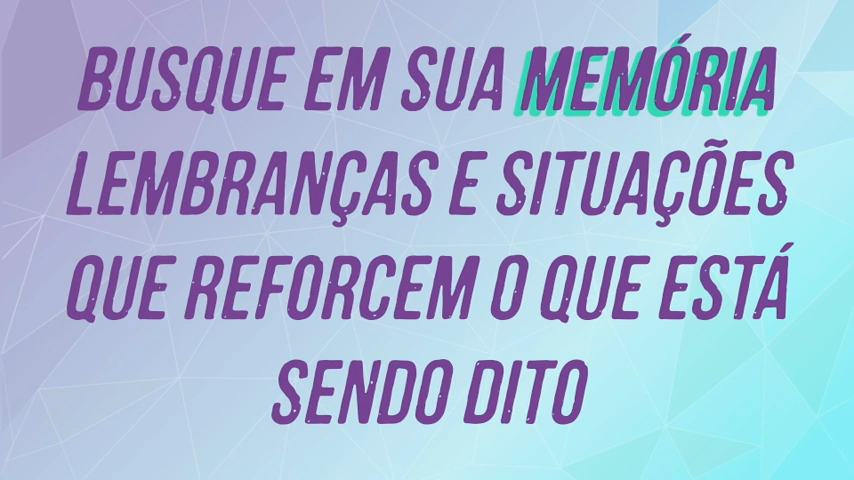 BUSQUE EM SUA MEMÓRIA
LEMBRANÇAS E SITUAÇÕES
QUE REFORCEM O QUE ESTÁ
SENDO DITO